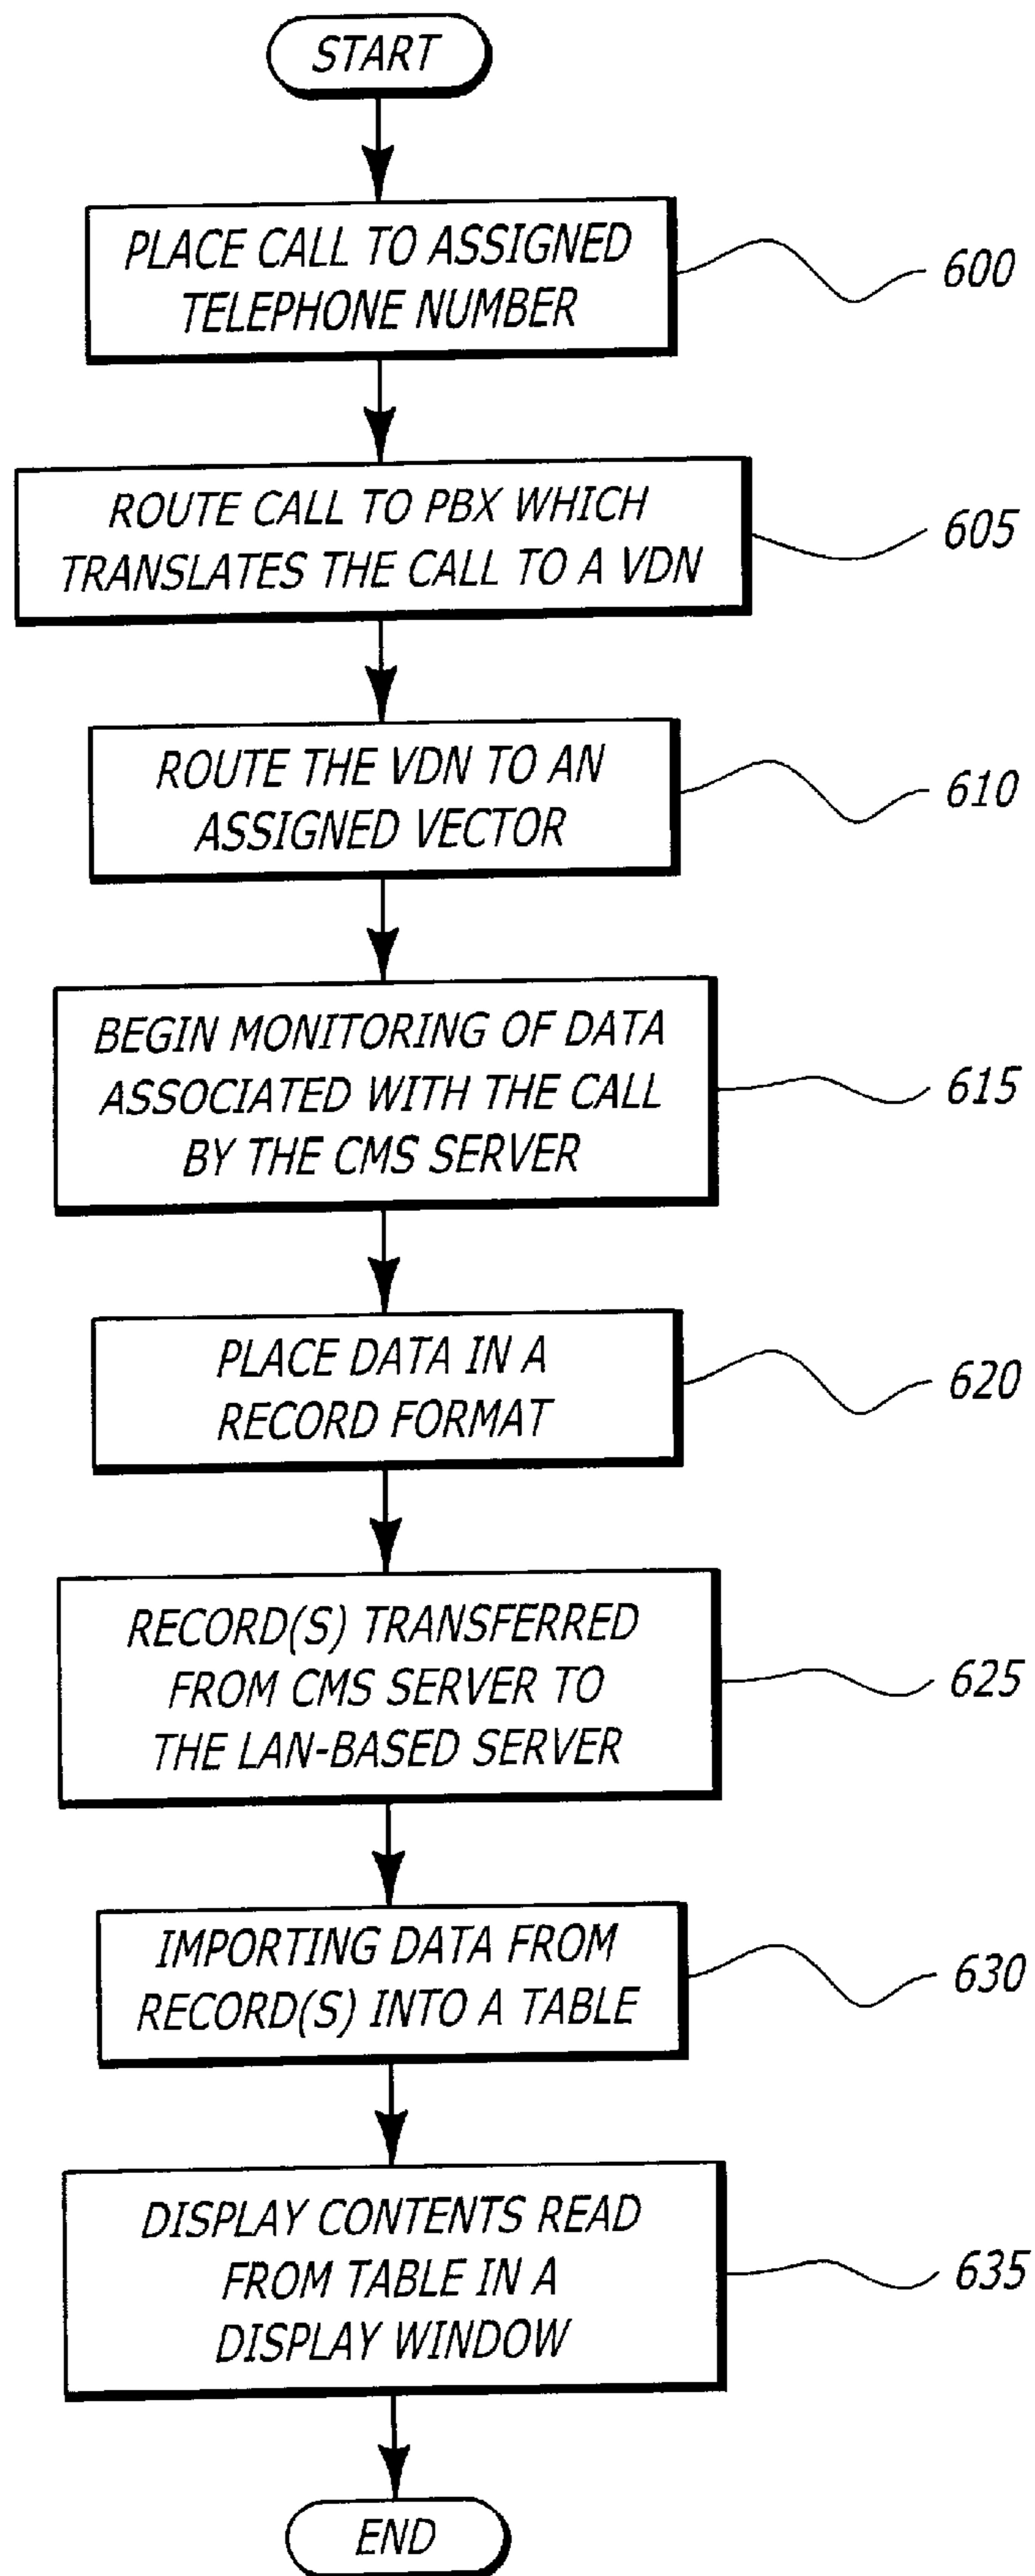 START
PLACE CALL TO ASSIGNED
TELEPHONE NUMBER
600
ROUTE CALL TO PBX WHICH
TRANSLATES THE CALL TO A VDN
605
ROUTE THE VDN TO AN
ASSIGNED VECTOR
610
BEGIN MONITORING OF DATA
ASSOCIATED WITH THE CALL
BY THE CMS SERVER
615
PLACE DATA IN A
RECORD FORMAT
620
RECORD(S) TRANSFERRED
FROM CMS SERVER TO
THE LAN-BASED SERVER
625
IMPORTING DATA FROM
RECORD(S) INTO A TABLE
630
DISPLAY CONTENTS READ
FROM TABLE IN A
DISPLAY WINDOW
635
END